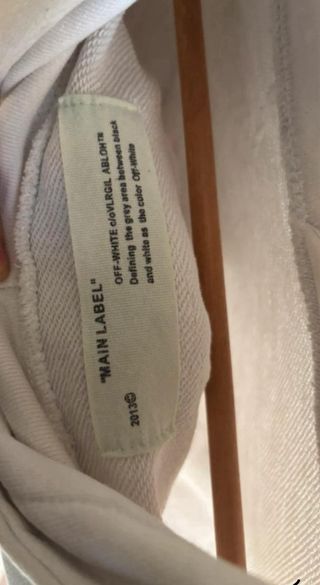 "MAIN LABEL"
OFF-WHITE c/oVLRGIL ABLOH™
Defining the grey area between black
and white as the color Off-White
2013©